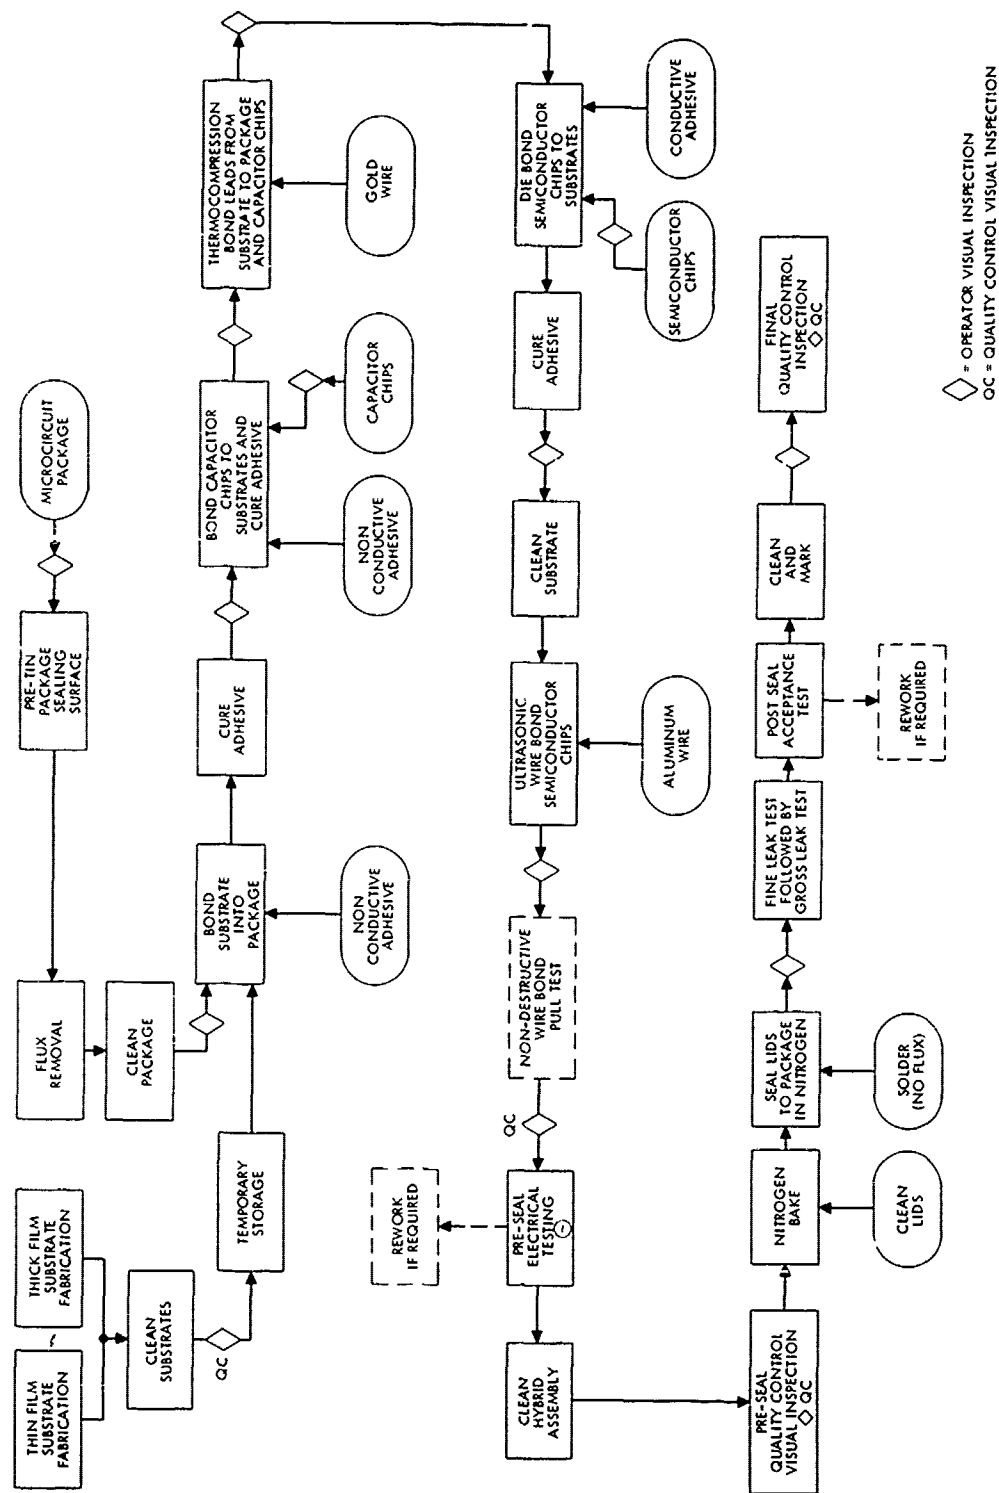 THIN FILM
SUBSTRATE
FABRICATION
THICK FILM
SUBSTRATE
FABRICATION
CLEAN
SUBSTRATES
QC
TEMPORARY
STORAGE
MICROCIRCUIT
PACKAGE
PRE-TIN
PACKAGE
SEALING
SURFACE
FLUX
REMOVAL
CLEAN
PACKAGE
BOND
SUBSTRATE
INTO
PACKAGE
NON
CONDUCTIVE
ADHESIVE
CURE
ADHESIVE
BOND CAPACITOR
CHIPS TO
SUBSTRATES AND
CURE ADHESIVE
NON
CONDUCTIVE
ADHESIVE
CAPACITOR
CHIPS
THERMOCOMPRESSION
BOND LEADS FROM
SUBSTRATE TO PACKAGE
AND CAPACITOR CHIPS
GOLD
WIRE
DIE BOND
SEMICONDUCTOR
CHIPS TO
SUBSTRATES
SEMICONDUCTOR
CHIPS
CONDUCTIVE
ADHESIVE
CURE
ADHESIVE
CLEAN
SUBSTRATE
ULTRASONIC
WIRE BOND
SEMICONDUCTOR
CHIPS
ALUMINUM
WIRE
NON-DESTRUCTIVE
WIRE BOND
PULL TEST
QC
PRE-SEAL
ELECTRICAL
TESTING
REWORK
IF REQUIRED
CLEAN
HYBRID
ASSEMBLY
PRE-SEAL
QUALITY CONTROL
VISUAL INSPECTION
◇ QC
NITROGEN
BAKE
CLEAN
LIDS
SEAL LIDS
TO PACKAGE
IN NITROGEN
SOLDER
(NO FLUX)
FINE LEAK TEST
FOLLOWED BY
GROSS LEAK TEST
POST SEAL
ACCEPTANCE
TEST
REWORK
IF REQUIRED
CLEAN
AND
MARK
FINAL
QUALITY CONTROL
INSPECTION
◇ QC
◇ = OPERATOR VISUAL INSPECTION
QC = QUALITY CONTROL VISUAL INSPECTION